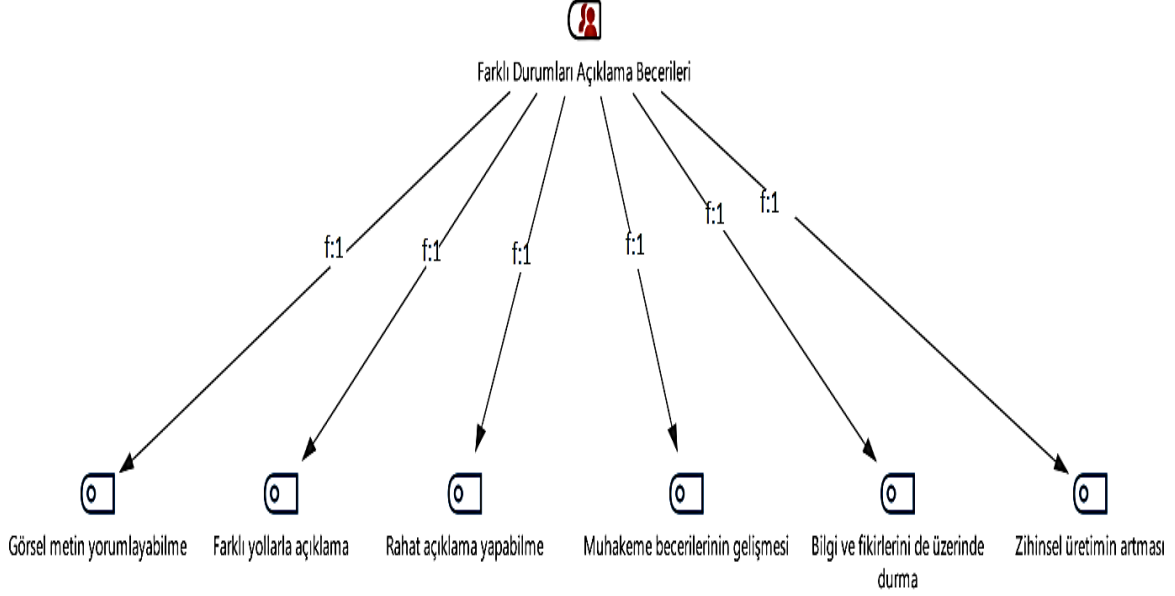 Farklı Durumları Açıklama Becerileri
f:1
f:1
f:1
f:1
f:1
f:1
Görsel metin yorumlayabilme
Farklı yollarla açıklama
Rahat açıklama yapabilme
Muhakeme becerilerinin gelişmesi
Bilgi ve fikirlerini de üzerinde
durma
Zihinsel üretimin artması